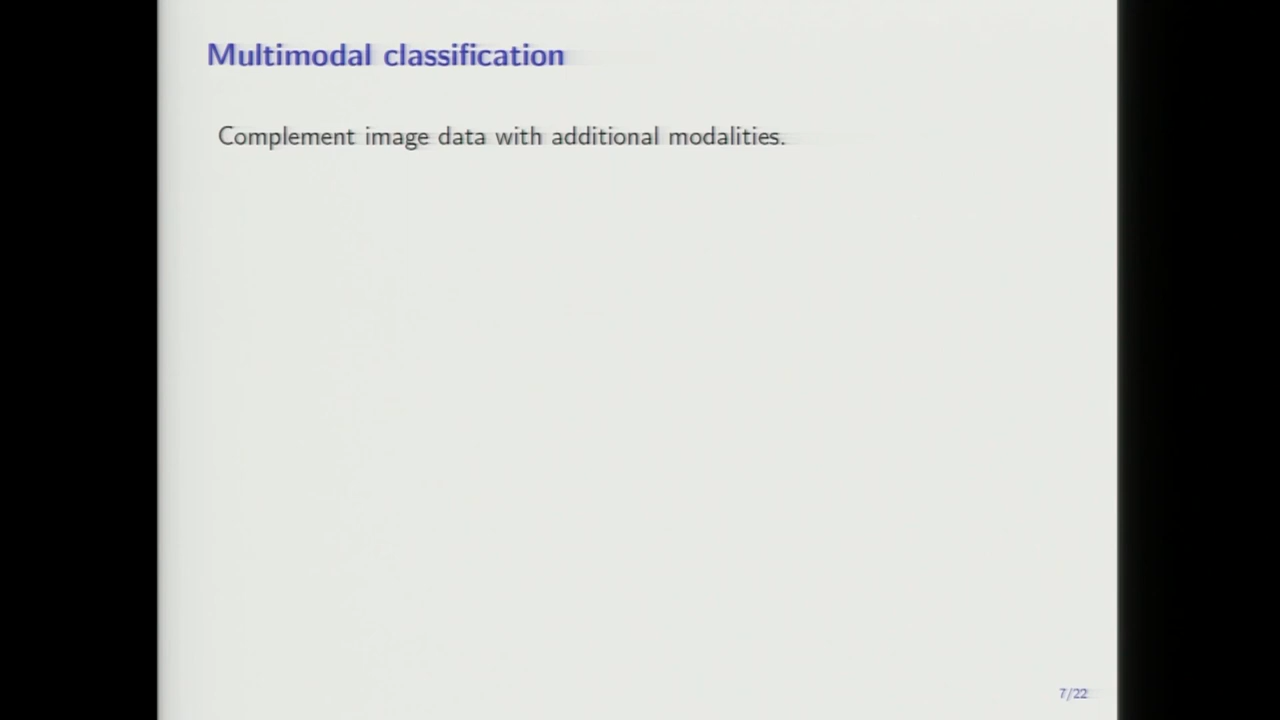 Multimodal classification
Complement image data with additional modalities.
7/22